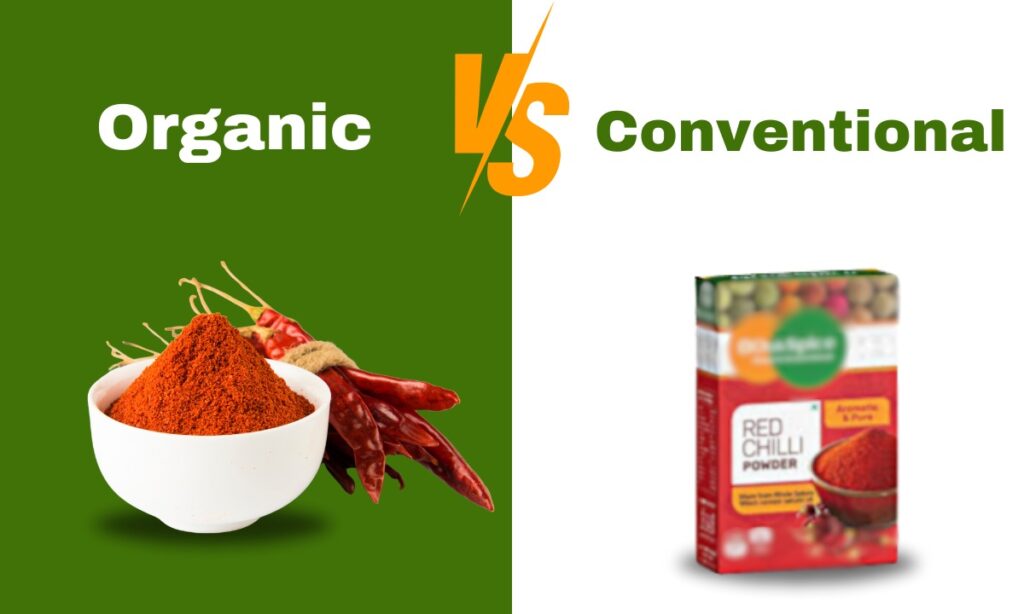 Organic
VS
Conventional
RED
CHILLI
POWDER
Aromatic
& Pure